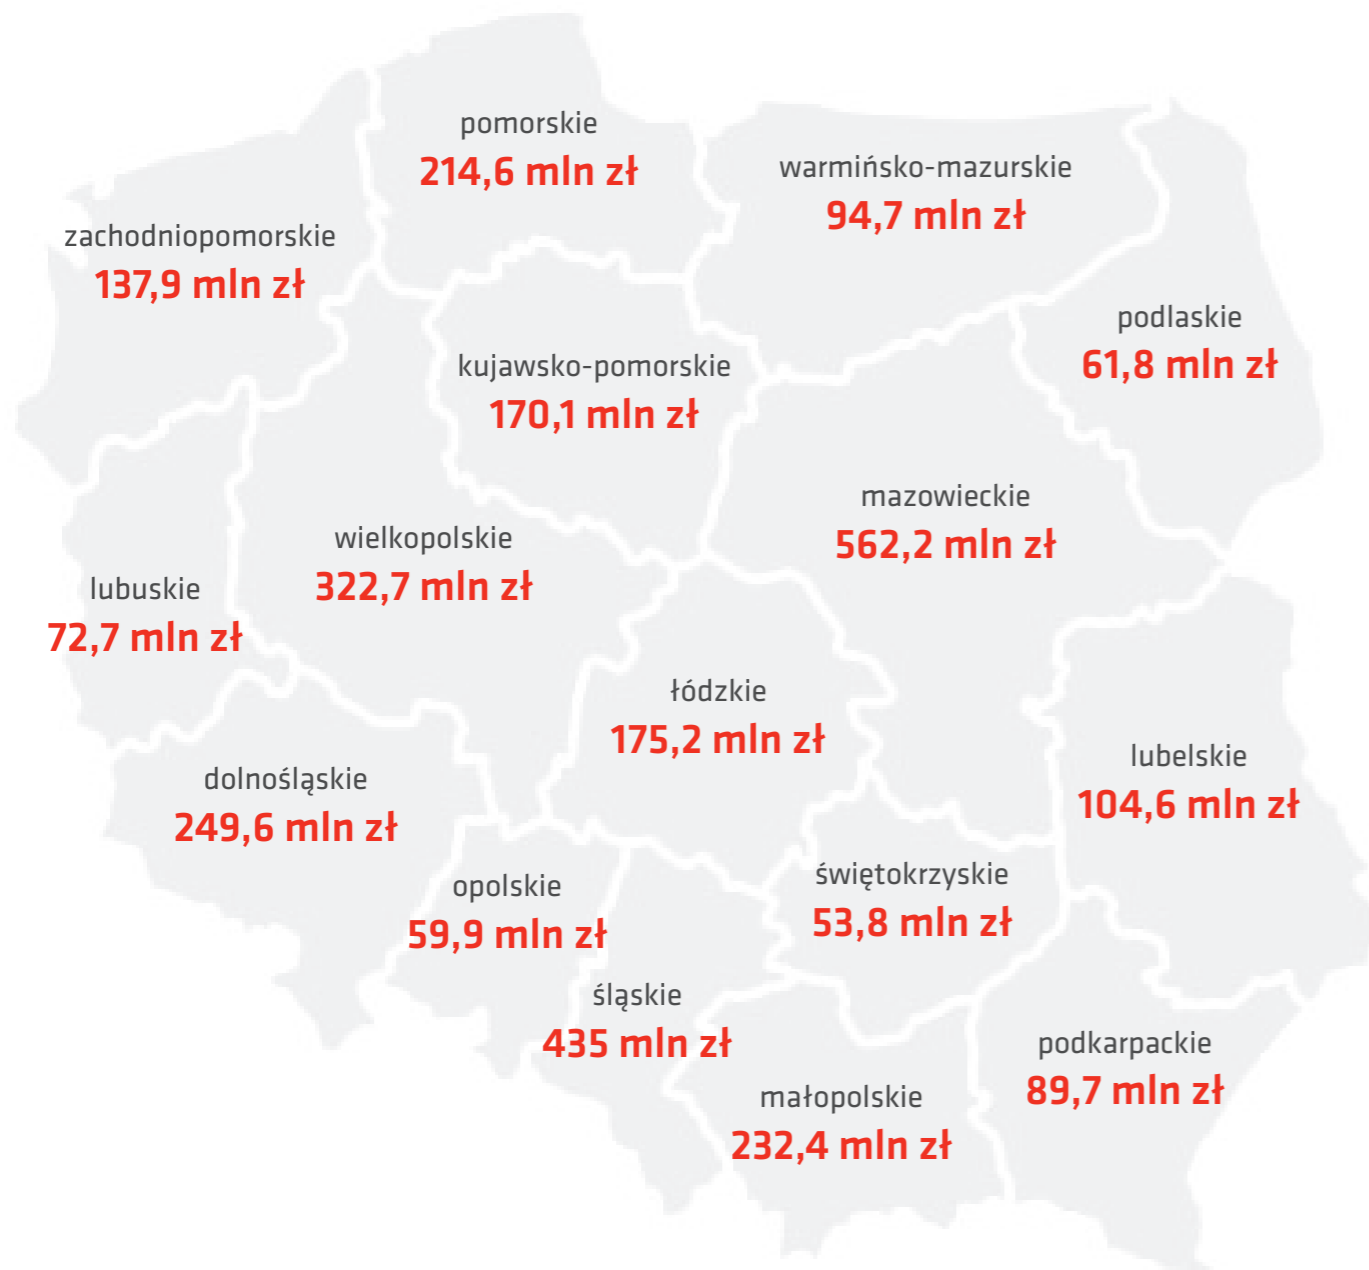 pomorskie
214,6 mln zł
warmińsko-mazurskie
94,7 mln zł
zachodniopomorskie
137,9 mln zł
podlaskie
61,8 mln zł
kujawsko-pomorskie
170,1 mln zł
mazowieckie
562,2 mln zł
wielkopolskie
322,7 mln zł
lubuskie
72,7 mln zł
łódzkie
175,2 mln zł
lubelskie
104,6 mln zł
dolnośląskie
249,6 mln zł
świętokrzyskie
53,8 mln zł
opolskie
59,9 mln zł
śląskie
435 mln zł
podkarpackie
89,7 mln zł
małopolskie
232,4 mln zł